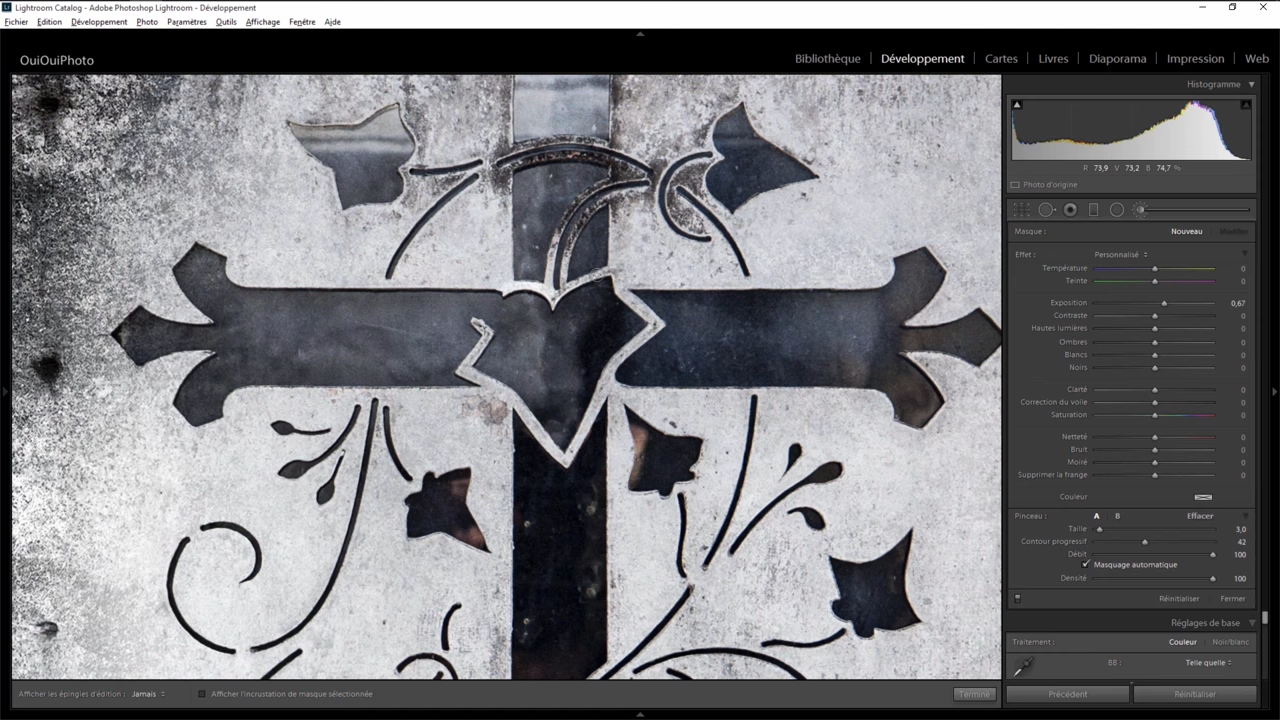 Lightroom Catalog - Adobe Photoshop Lightroom - Développement
Fichier Edition Développement Photo Paramètres Outils Affichage Fenêtre Aide
OuiOuiPhoto
Bibliothèque Développement Cartes Livres Diaporama Impression Web
Histogramme
R 73,9 V 73,2 B 74,7 %
Photo d'origine
Masque : Nouveau Modifier
Effet : Personnalisé
Température 0
Teinte 0
Exposition 0,67
Contraste 0
Hautes lumières 0
Ombres 0
Blancs 0
Noirs 0
Clarté 0
Correction du voile 0
Saturation 0
Netteté 0
Bruit 0
Moiré 0
Supprimer la frange 0
Couleur
Pinceau : A B Effacer
Taille 3,0
Contour progressif 42
Débit 100
Masquage automatique
Densité 100
Réinitialiser Fermer
Réglages de base
Traitement : Couleur Noir/blanc
BB : Telle quelle
Afficher les épingles d'édition : Jamais Afficher l'incrustation de masque sélectionnée Terminé
Précédent Réinitialiser